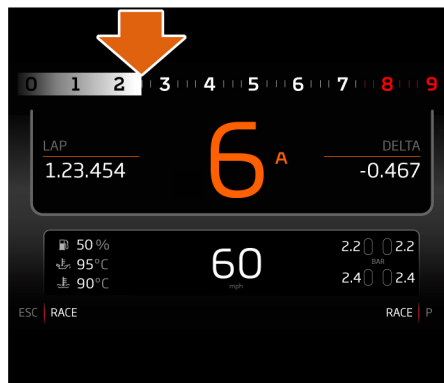 0 1 2 3 4 5 6 7 8 9
LAP
1.23.454
6 A
DELTA
-0.467
50 %
95°C
90°C
60
mph
2.2 2.2
BAR
2.4 2.4
ESC RACE
RACE P